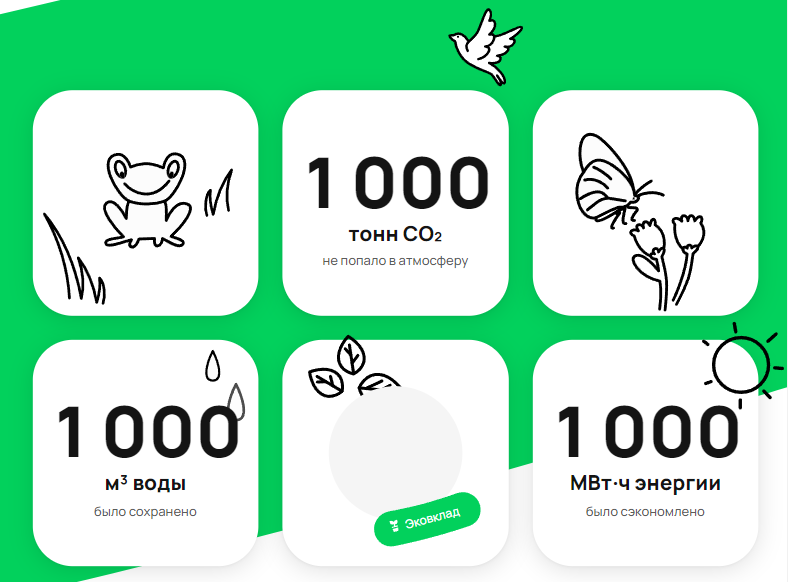 1 000
тонн CO₂
не попало в атмосферу
1 000
м³ воды
было сохранено
Эковклад
1 000
МВт·ч энергии
было сэкономлено